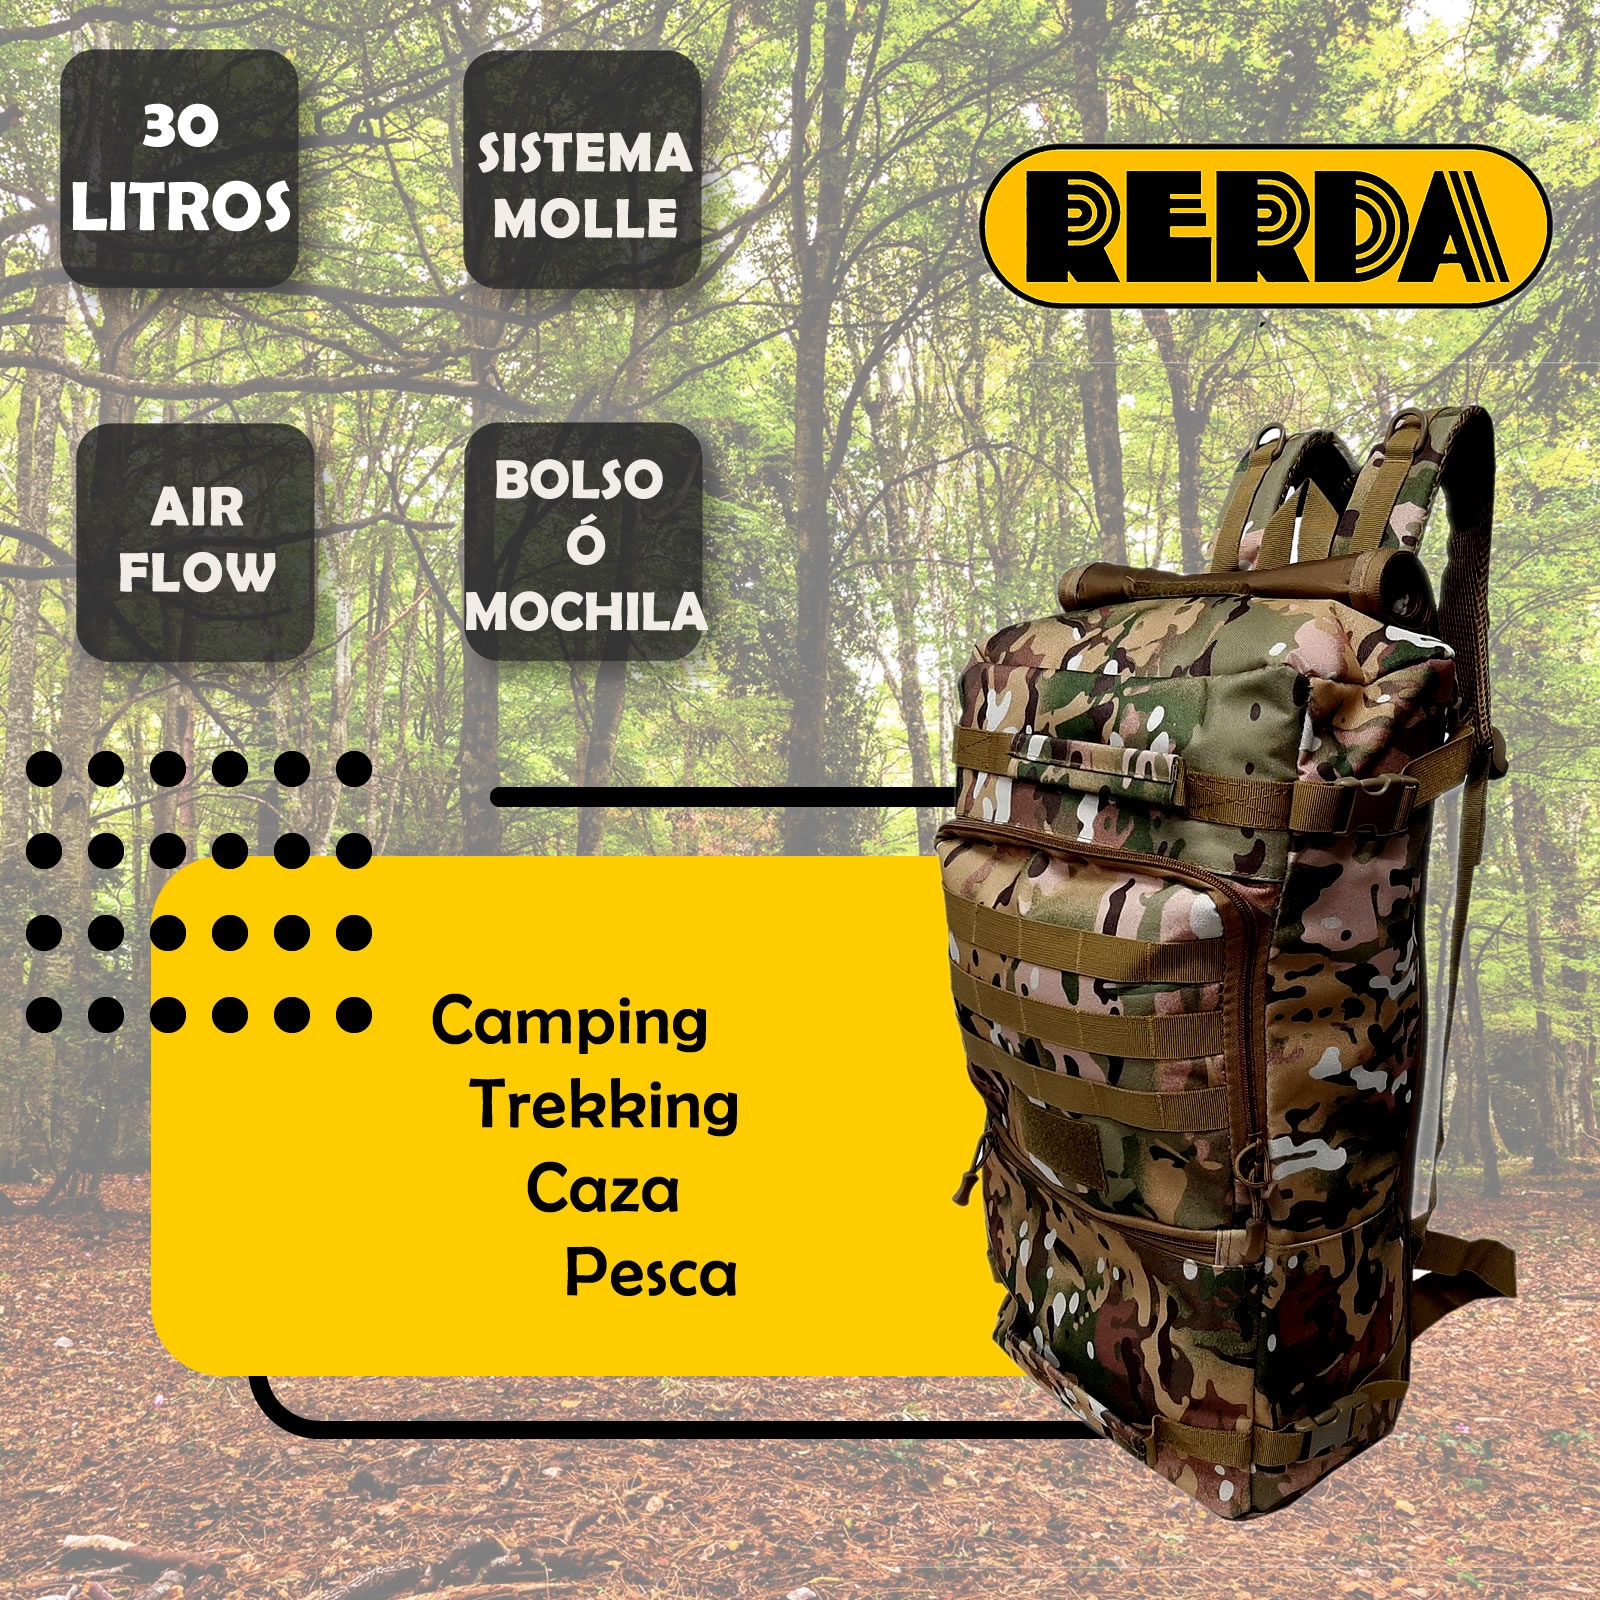 30
LITROS
SISTEMA
MOLLE
RERDA
AIR
FLOW
BOLSO
Ó
MOCHILA
Camping
Trekking
Caza
Pesca